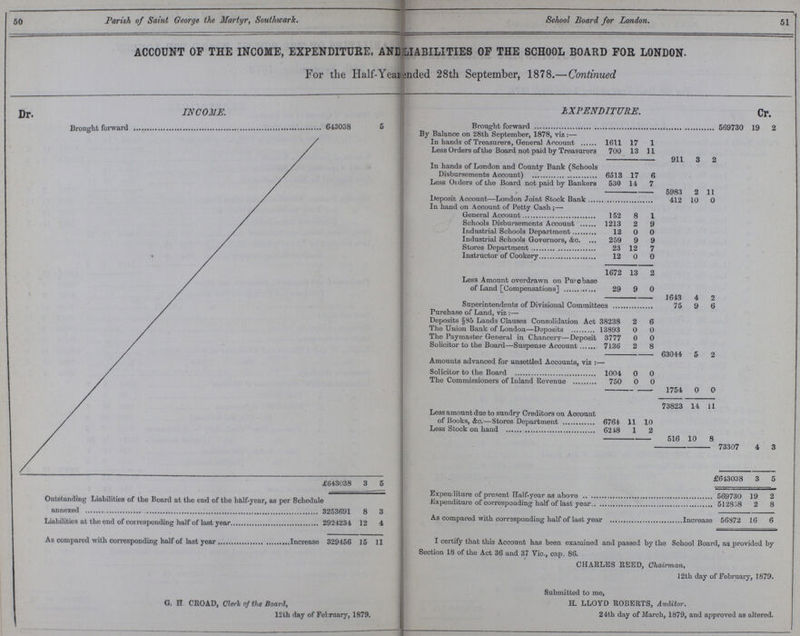 50 Parish of Saint George the Martyr, Southwark.
School Board for London. 51
ACCOUNT OF THE INCOME, EXPENDITURE, AND LIABILITIES OF THE SCHOOL BOARD FOR LONDON.
For the Half-Year ended 28th September, 1878.—Continued
Dr. INCOME.
Brought forward 643038 5
£643038 3 5
Outstanding Liabilities of the Board at the end of the half-year, as per Schedule
annexed 3253691 8 3
Liabilities at the end of corresponding half of last year 2924234 12 4
As compared with corresponding half of last year Increase 329456 15 11
G. H. CROAD, Clerk of the Board,
12th day of February, 1879.
EXPENDITURE. Cr.
Brought forward 569730 19 2
By Balance on 28th September, 1878, viz:—
In hands of Treasurers, General Account 1611 17 1
Less Orders of the Board not paid by Treasurers 700 13 11
911 3 2
In hands of London and County Bank (Schools
Disbursements Account) 6513 17 6
Less Orders of the Board not paid by Bankers 530 14 7
5983 2 11
Deposit Account—London Joint Stock Bank 412 10 0
In hand on Account of Petty Cash;—
General Account 152 8 1
Schools Disbursements Account 1213 2 9
Industrial Schools Department 12 0 0
Industrial Schools Governors, &c. 259 9 9
Stores Department 23 12 7
Instructor of Cookery 12 0 0
1672 13 2
Less Amount overdrawn on Purchase
of Land [Compensations] 29 9 0
1643 4 2
Superintendents of Divisional Committees 75 9 6
Purchase of Land, viz:—
Deposits §85 Lands Clauses Consolidation Act 38238 2 6
The Union Bank of London—Deposits 13893 0 0
The Paymaster General in Chancery—Deposit 3777 0 0
Solicitor to the Board—Suspense Account 7136 2 8
63044 5 2
Amounts advanced for unsettled Accounts, viz:—
Solicitor to the Board 1004 0 0
The Commissioners of Inland Revenue 750 0 0
1754 0 0
73823 14 11
Less amount due to sundry Creditors on Account
of Books, &c.—Stores Department 6764 11 10
Less Stock on hand 6248 1 2
516 10 8
73307 4 3
£643038 3 5
Expenditure of present Half-year as above 569730 19 2
Expenditure of corresponding half of last year 512858 2 8
As compared with corresponding half of last year Increase 56872 16 6
I certify that this Account has been examined and passed by the School Board, as provided by
Section 18 of the Act 36 and 37 Vic., cap. 86.
CHARLES REED, Chairman,
12th day of February, 1879.
Submitted to me,
H. LLOYD ROBERTS, Auditor.
24th day of March, 1879, and approved as altered.